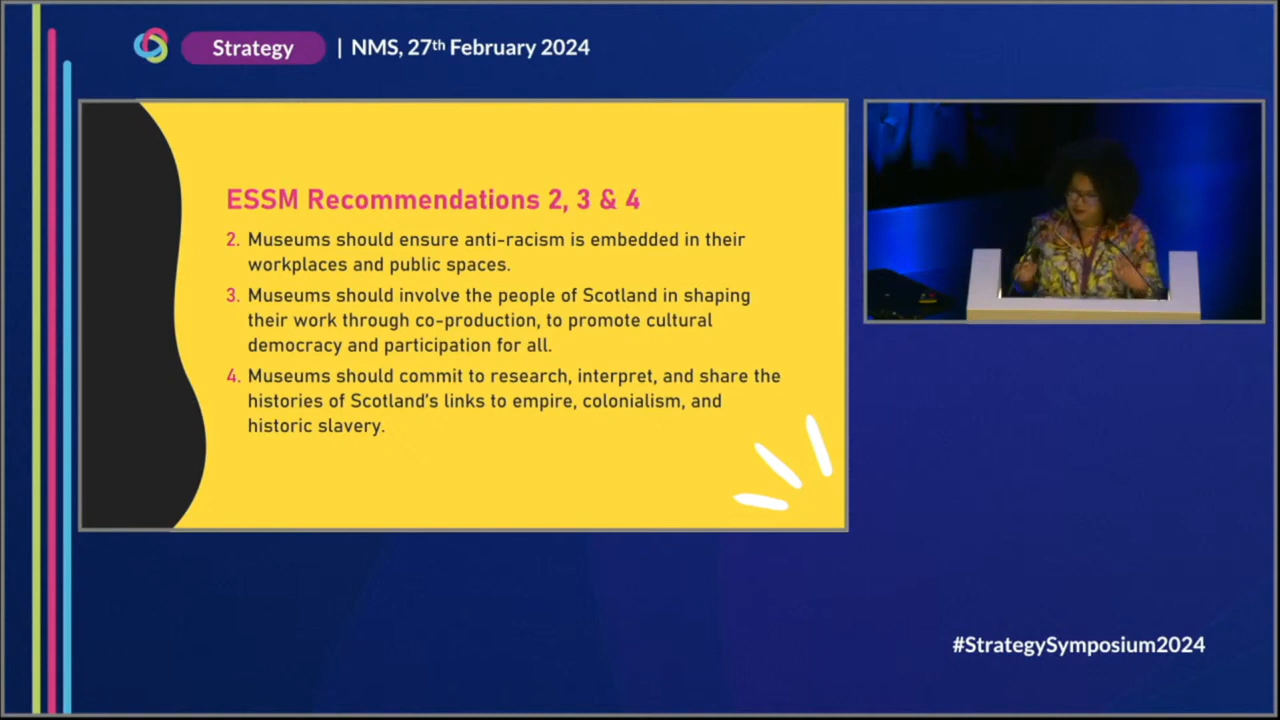 Strategy | NMS, 27th February 2024
ESSM Recommendations 2, 3 & 4
2. Museums should ensure anti-racism is embedded in their
workplaces and public spaces.
3. Museums should involve the people of Scotland in shaping
their work through co-production, to promote cultural
democracy and participation for all.
4. Museums should commit to research, interpret, and share the
histories of Scotland's links to empire, colonialism, and
historic slavery.
#StrategySymposium2024